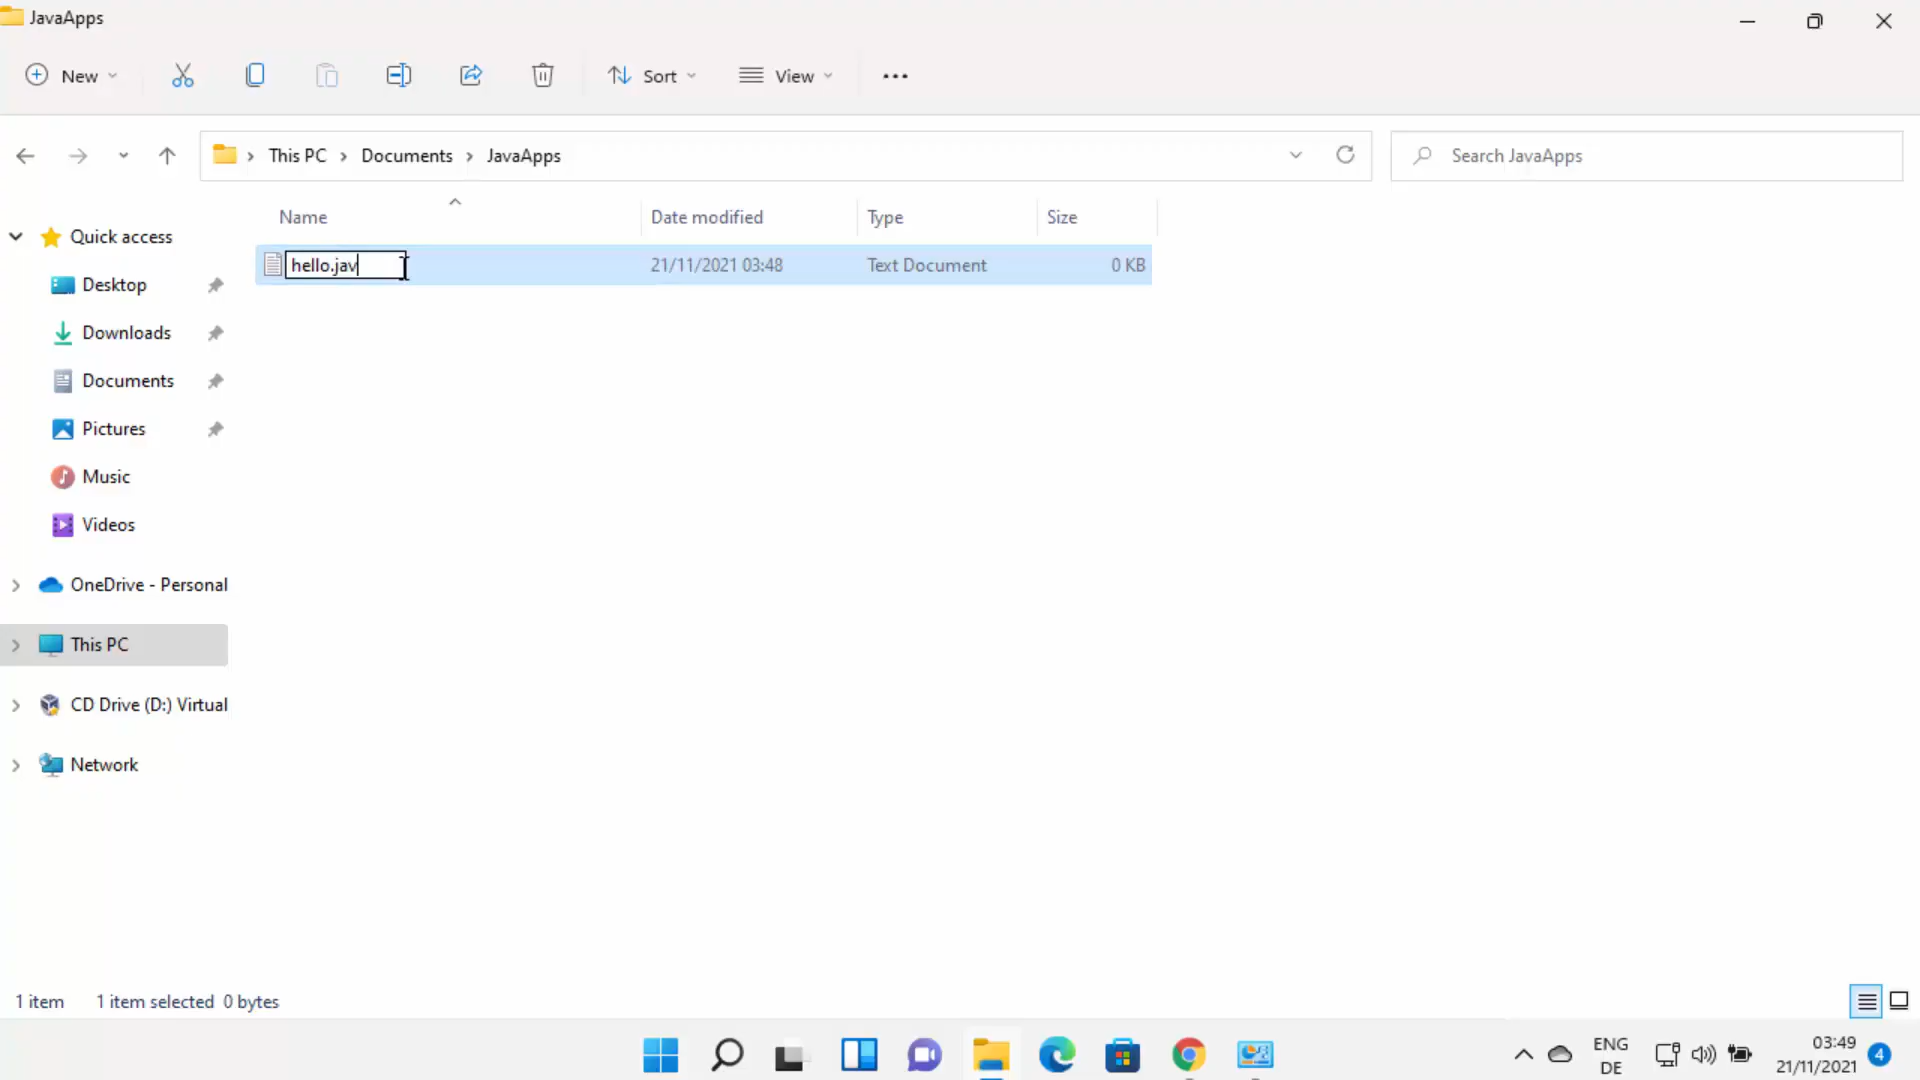 JavaApps
New
Sort
View
This PC
Documents
JavaApps
Search JavaApps
Name
Date modified
Type
Size
hello.jav
21/11/2021 03:48
Text Document
0 KB
Quick access
Desktop
Downloads
Documents
Pictures
Music
Videos
OneDrive - Personal
This PC
CD Drive (D:) Virtual
Network
1 item
1 item selected 0 bytes
ENG
DE
03:49
21/11/2021
4